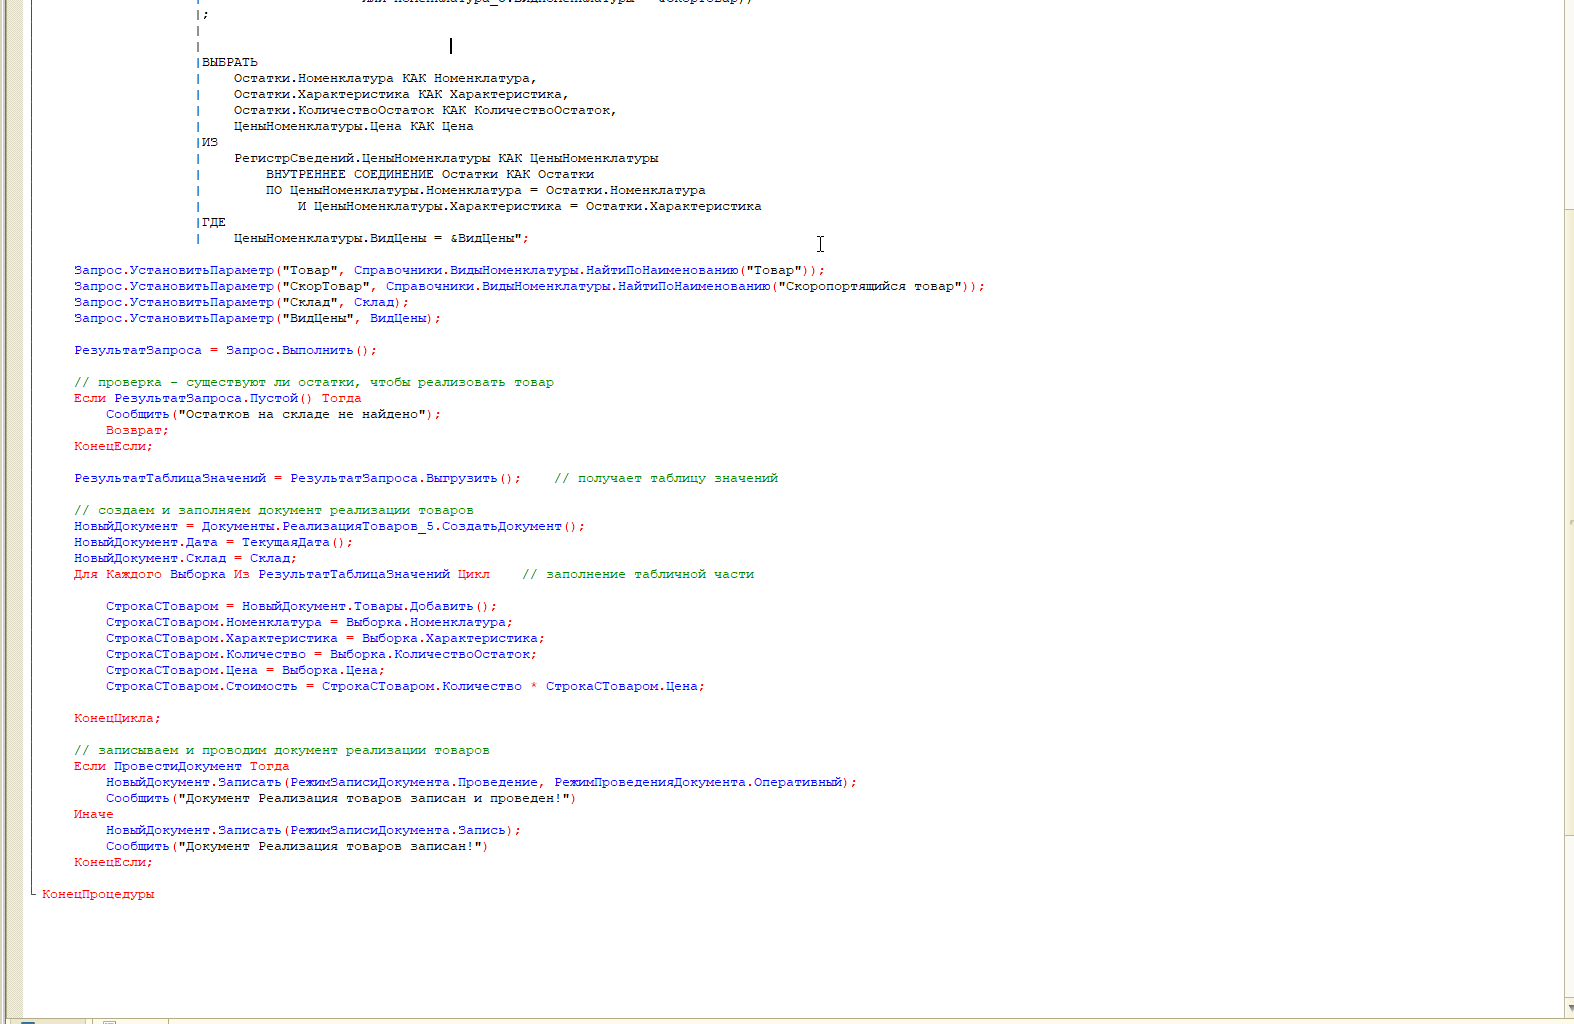 |;
|
|
|ВЫБРАТЬ
|    Остатки.Номенклатура КАК Номенклатура,
|    Остатки.Характеристика КАК Характеристика,
|    Остатки.КоличествоОстаток КАК КоличествоОстаток,
|    ЦеныНоменклатуры.Цена КАК Цена
|ИЗ
|    РегистрСведений.ЦеныНоменклатуры КАК ЦеныНоменклатуры
|        ВНУТРЕННЕЕ СОЕДИНЕНИЕ Остатки КАК Остатки
|        ПО ЦеныНоменклатуры.Номенклатура = Остатки.Номенклатура
|            И ЦеныНоменклатуры.Характеристика = Остатки.Характеристика
|ГДЕ
|    ЦеныНоменклатуры.ВидЦены = &ВидЦены";
Запрос.УстановитьПараметр("Товар", Справочники.ВидыНоменклатуры.НайтиПоНаименованию("Товар"));
Запрос.УстановитьПараметр("СкорТовар", Справочники.ВидыНоменклатуры.НайтиПоНаименованию("Скоропортящийся товар"));
Запрос.УстановитьПараметр("Склад", Склад);
Запрос.УстановитьПараметр("ВидЦены", ВидЦены);
РезультатЗапроса = Запрос.Выполнить();
// проверка - существуют ли остатки, чтобы реализовать товар
Если РезультатЗапроса.Пустой() Тогда
    Сообщить("Остатков на складе не найдено");
    Возврат;
КонецЕсли;
РезультатТаблицаЗначений = РезультатЗапроса.Выгрузить();    // получает таблицу значений
// создаем и заполняем документ реализации товаров
НовыйДокумент = Документы.РеализацияТоваров_5.СоздатьДокумент();
НовыйДокумент.Дата = ТекущаяДата();
НовыйДокумент.Склад = Склад;
Для Каждого Выборка Из РезультатТаблицаЗначений Цикл    // заполнение табличной части
    СтрокаСТоваром = НовыйДокумент.Товары.Добавить();
    СтрокаСТоваром.Номенклатура = Выборка.Номенклатура;
    СтрокаСТоваром.Характеристика = Выборка.Характеристика;
    СтрокаСТоваром.Количество = Выборка.КоличествоОстаток;
    СтрокаСТоваром.Цена = Выборка.Цена;
    СтрокаСТоваром.Стоимость = СтрокаСТоваром.Количество * СтрокаСТоваром.Цена;
КонецЦикла;
// записываем и проводим документ реализации товаров
Если ПровестиДокумент Тогда
    НовыйДокумент.Записать(РежимЗаписиДокумента.Проведение, РежимПроведенияДокумента.Оперативный);
    Сообщить("Документ Реализация товаров записан и проведен!")
Иначе
    НовыйДокумент.Записать(РежимЗаписиДокумента.Запись);
    Сообщить("Документ Реализация товаров записан!")
КонецЕсли;
КонецПроцедуры